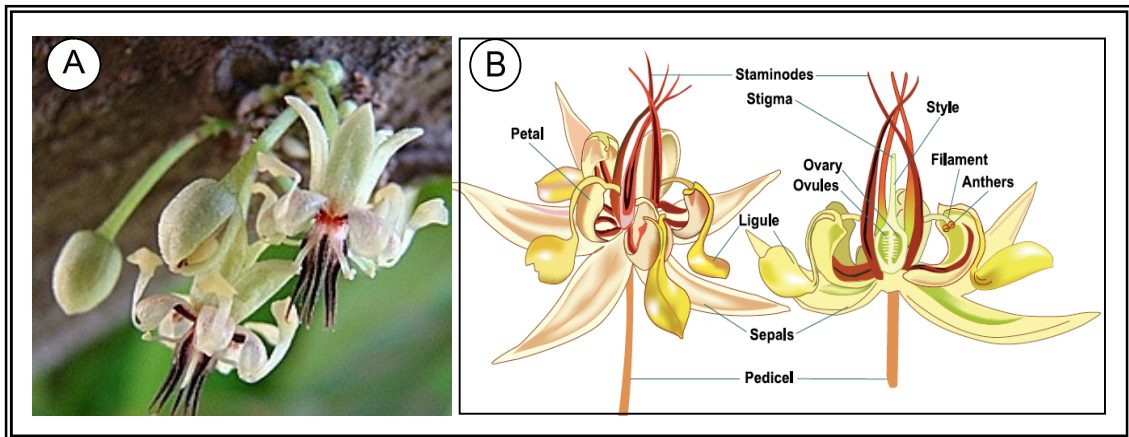 A
B
Staminodes
Stigma
Style
Petal
Ovary
Filament
Ovules
Anthers
Ligule
Sepals
Pedicel